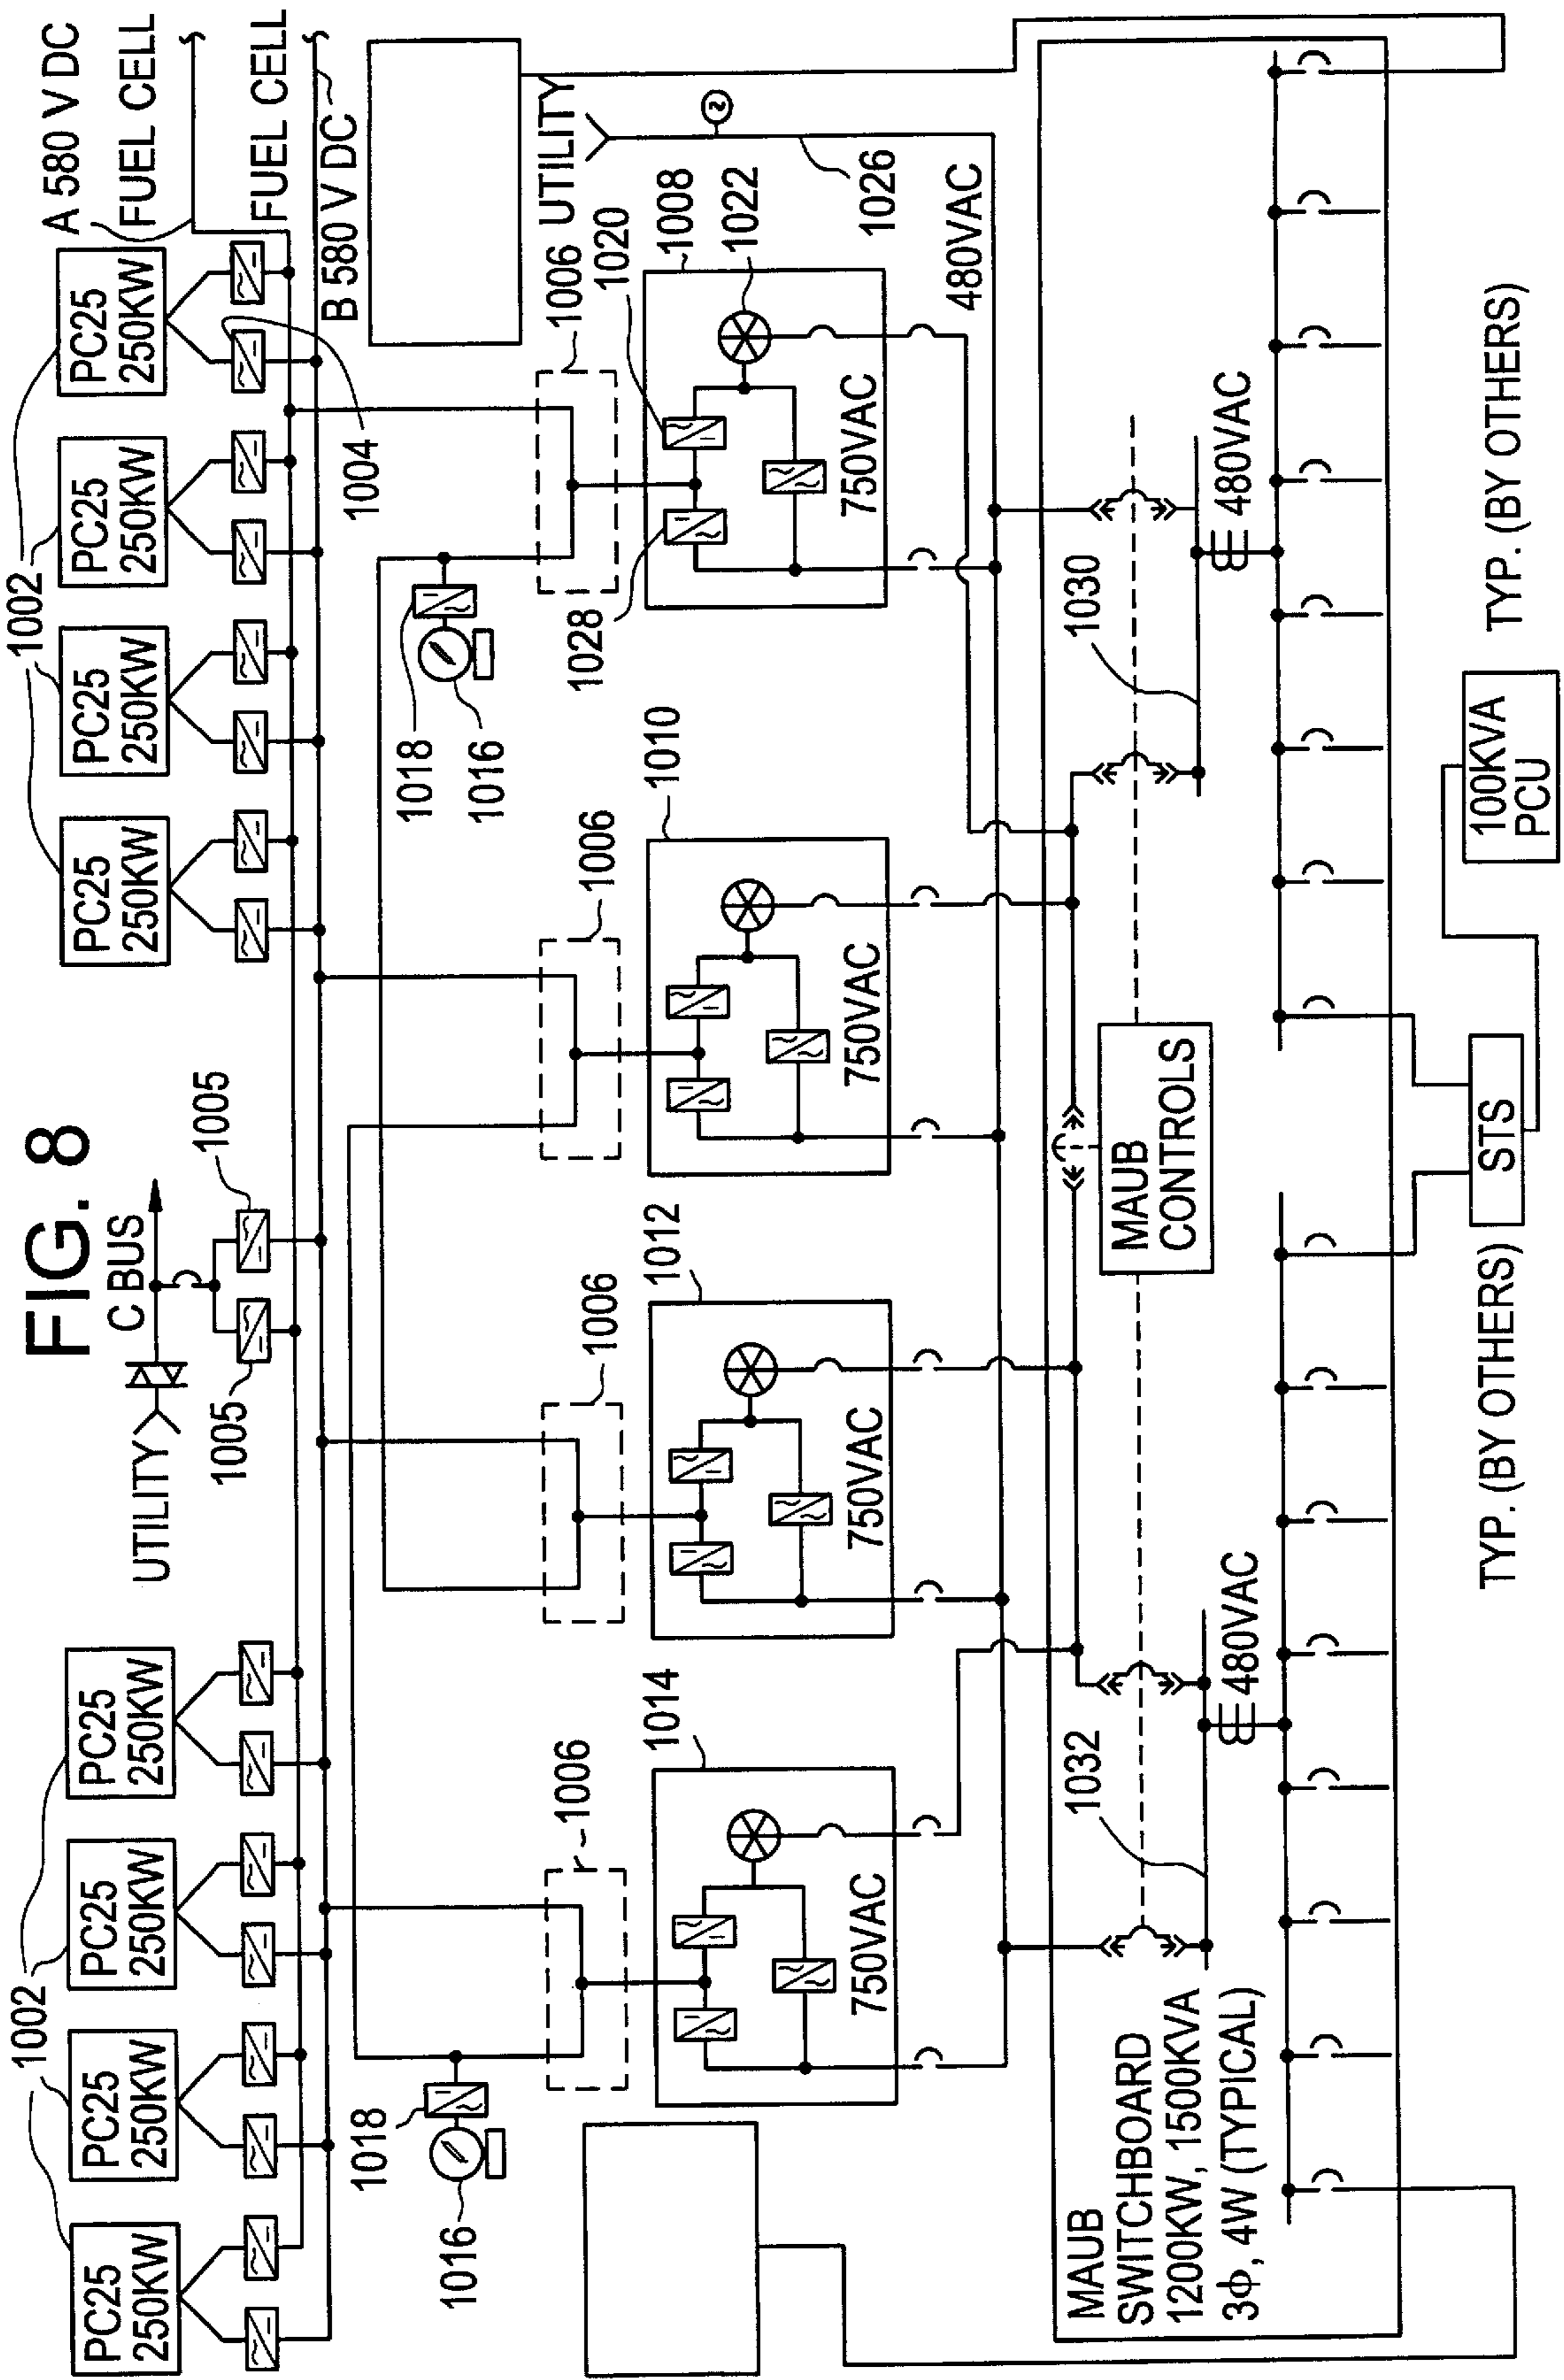 FIG. 8
1002
1002
PC25
250KW
PC25
250KW
PC25
250KW
PC25
250KW
UTILITY
C BUS
1005
1005
PC25
250KW
PC25
250KW
PC25
250KW
PC25
250KW
A 580 V DC
FUEL CELL
FUEL CELL
B 580 V DC
1004
1018
1016
1018
1016
1006
1006
1006
1006
UTILITY
1014
1012
1010
1008
1020
1022
1028
1026
750VAC
750VAC
750VAC
750VAC
480VAC
MAUB
SWITCHBOARD
1200KW, 1500KVA
3ϕ, 4W (TYPICAL)
1032
480VAC
MAUB
CONTROLS
1030
480VAC
TYP. (BY OTHERS)
STS
100KVA
PCU
TYP. (BY OTHERS)